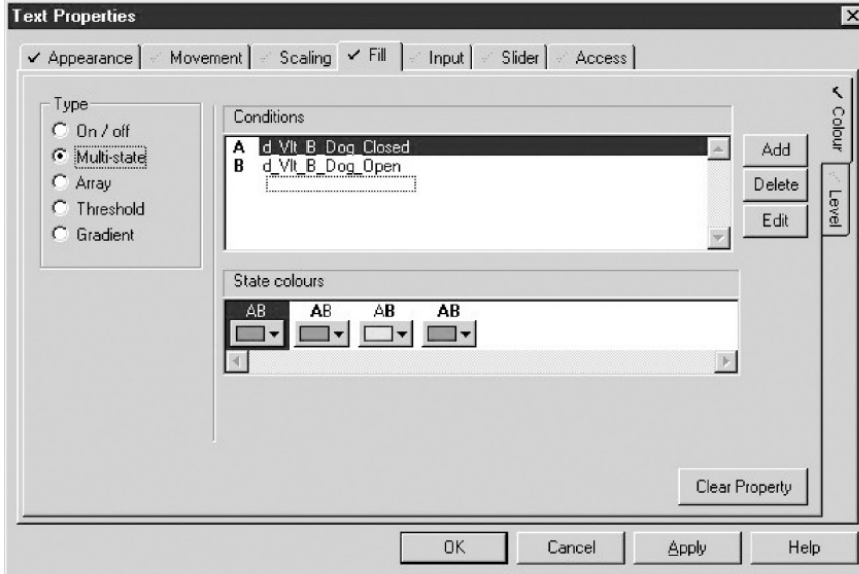 Text Properties
Appearance Movement Scaling Fill Input Slider Access
Type
On / off
Multi-state
Array
Threshold
Gradient
Conditions
A d_Vlt_B_Dog_Closed
B d_Vlt_B_Dog_Open
Add
Delete
Edit
Colour
Level
State colours
AB AB AB AB
Clear Property
OK Cancel Apply Help